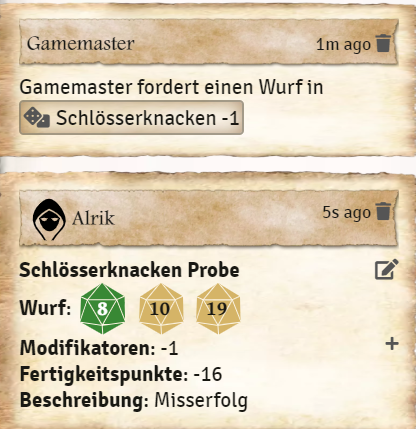 Gamemaster 1m ago
Gamemaster fordert einen Wurf in
Schlösserknacken -1
Alrik 5s ago
Schlösserknacken Probe
Wurf: 8 10 19
Modifikatoren: -1 +
Fertigkeitspunkte: -16
Beschreibung: Misserfolg